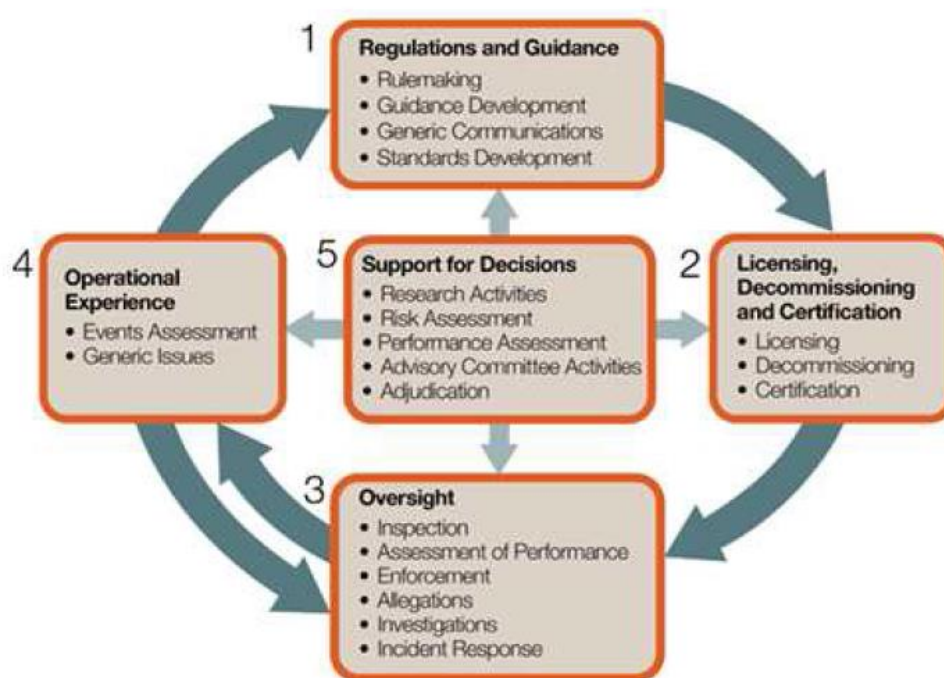 1
Regulations and Guidance
• Rulemaking
• Guidance Development
• Generic Communications
• Standards Development
4
Operational
Experience
• Events Assessment
• Generic Issues
5
Support for Decisions
• Research Activities
• Risk Assessment
• Performance Assessment
• Advisory Committee Activities
• Adjudication
2
Licensing,
Decommissioning
and Certification
• Licensing
• Decommissioning
• Certification
3
Oversight
• Inspection
• Assessment of Performance
• Enforcement
• Allegations
• Investigations
• Incident Response